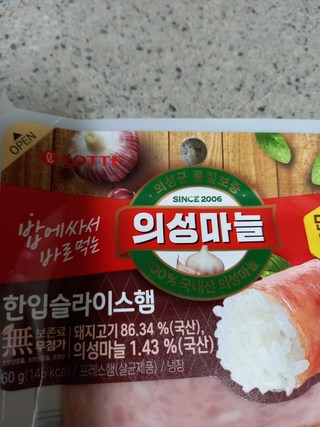 OPEN
LOTTE
의성군 품질보증
SINCE 2006
밥에싸서
바로먹는
의성마늘
00% 국내산 의성마늘
한입슬라이스햄
無 보존료
무첨가
돼지고기 86.34 %(국산),
의성마늘 1.43 %(국산)
60 g(145 kcal) / 프레스햄(살균제품) / 냉장